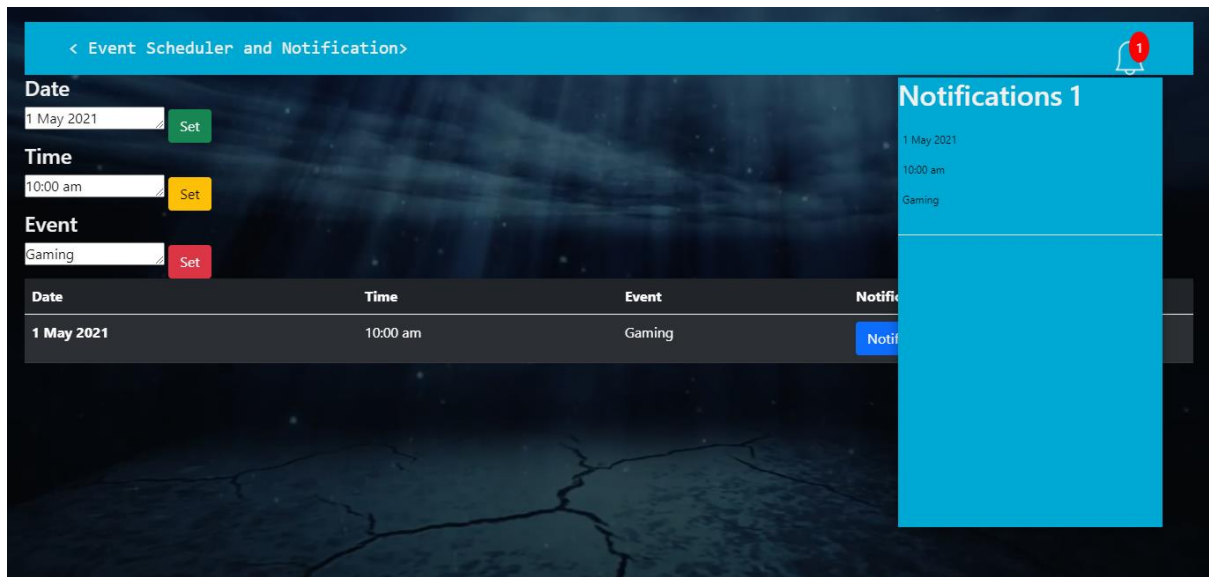 < Event Scheduler and Notification>
1
Date
1 May 2021
Set
Time
10:00 am
Set
Event
Gaming
Set
Notifications 1
1 May 2021
10:00 am
Gaming
Date Time Event Notific
1 May 2021 10:00 am Gaming Notif